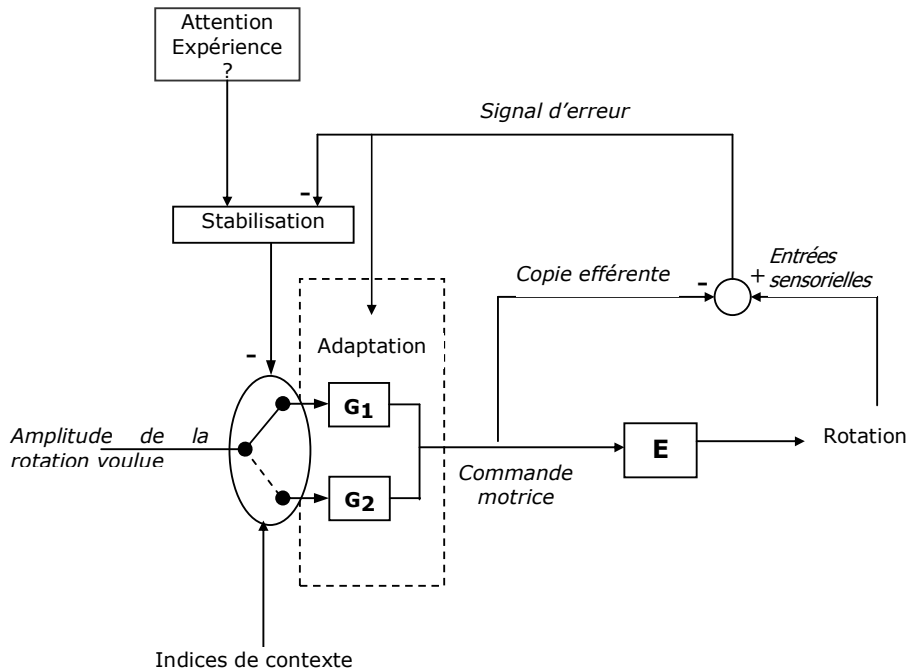 Attention
Expérience
?
Signal d'erreur
-
Stabilisation
Copie efférente
-
+
Entrées
sensorielles
-
Adaptation
G1
Amplitude de la
rotation voulue
E
Rotation
Commande
motrice
G2
Indices de contexte